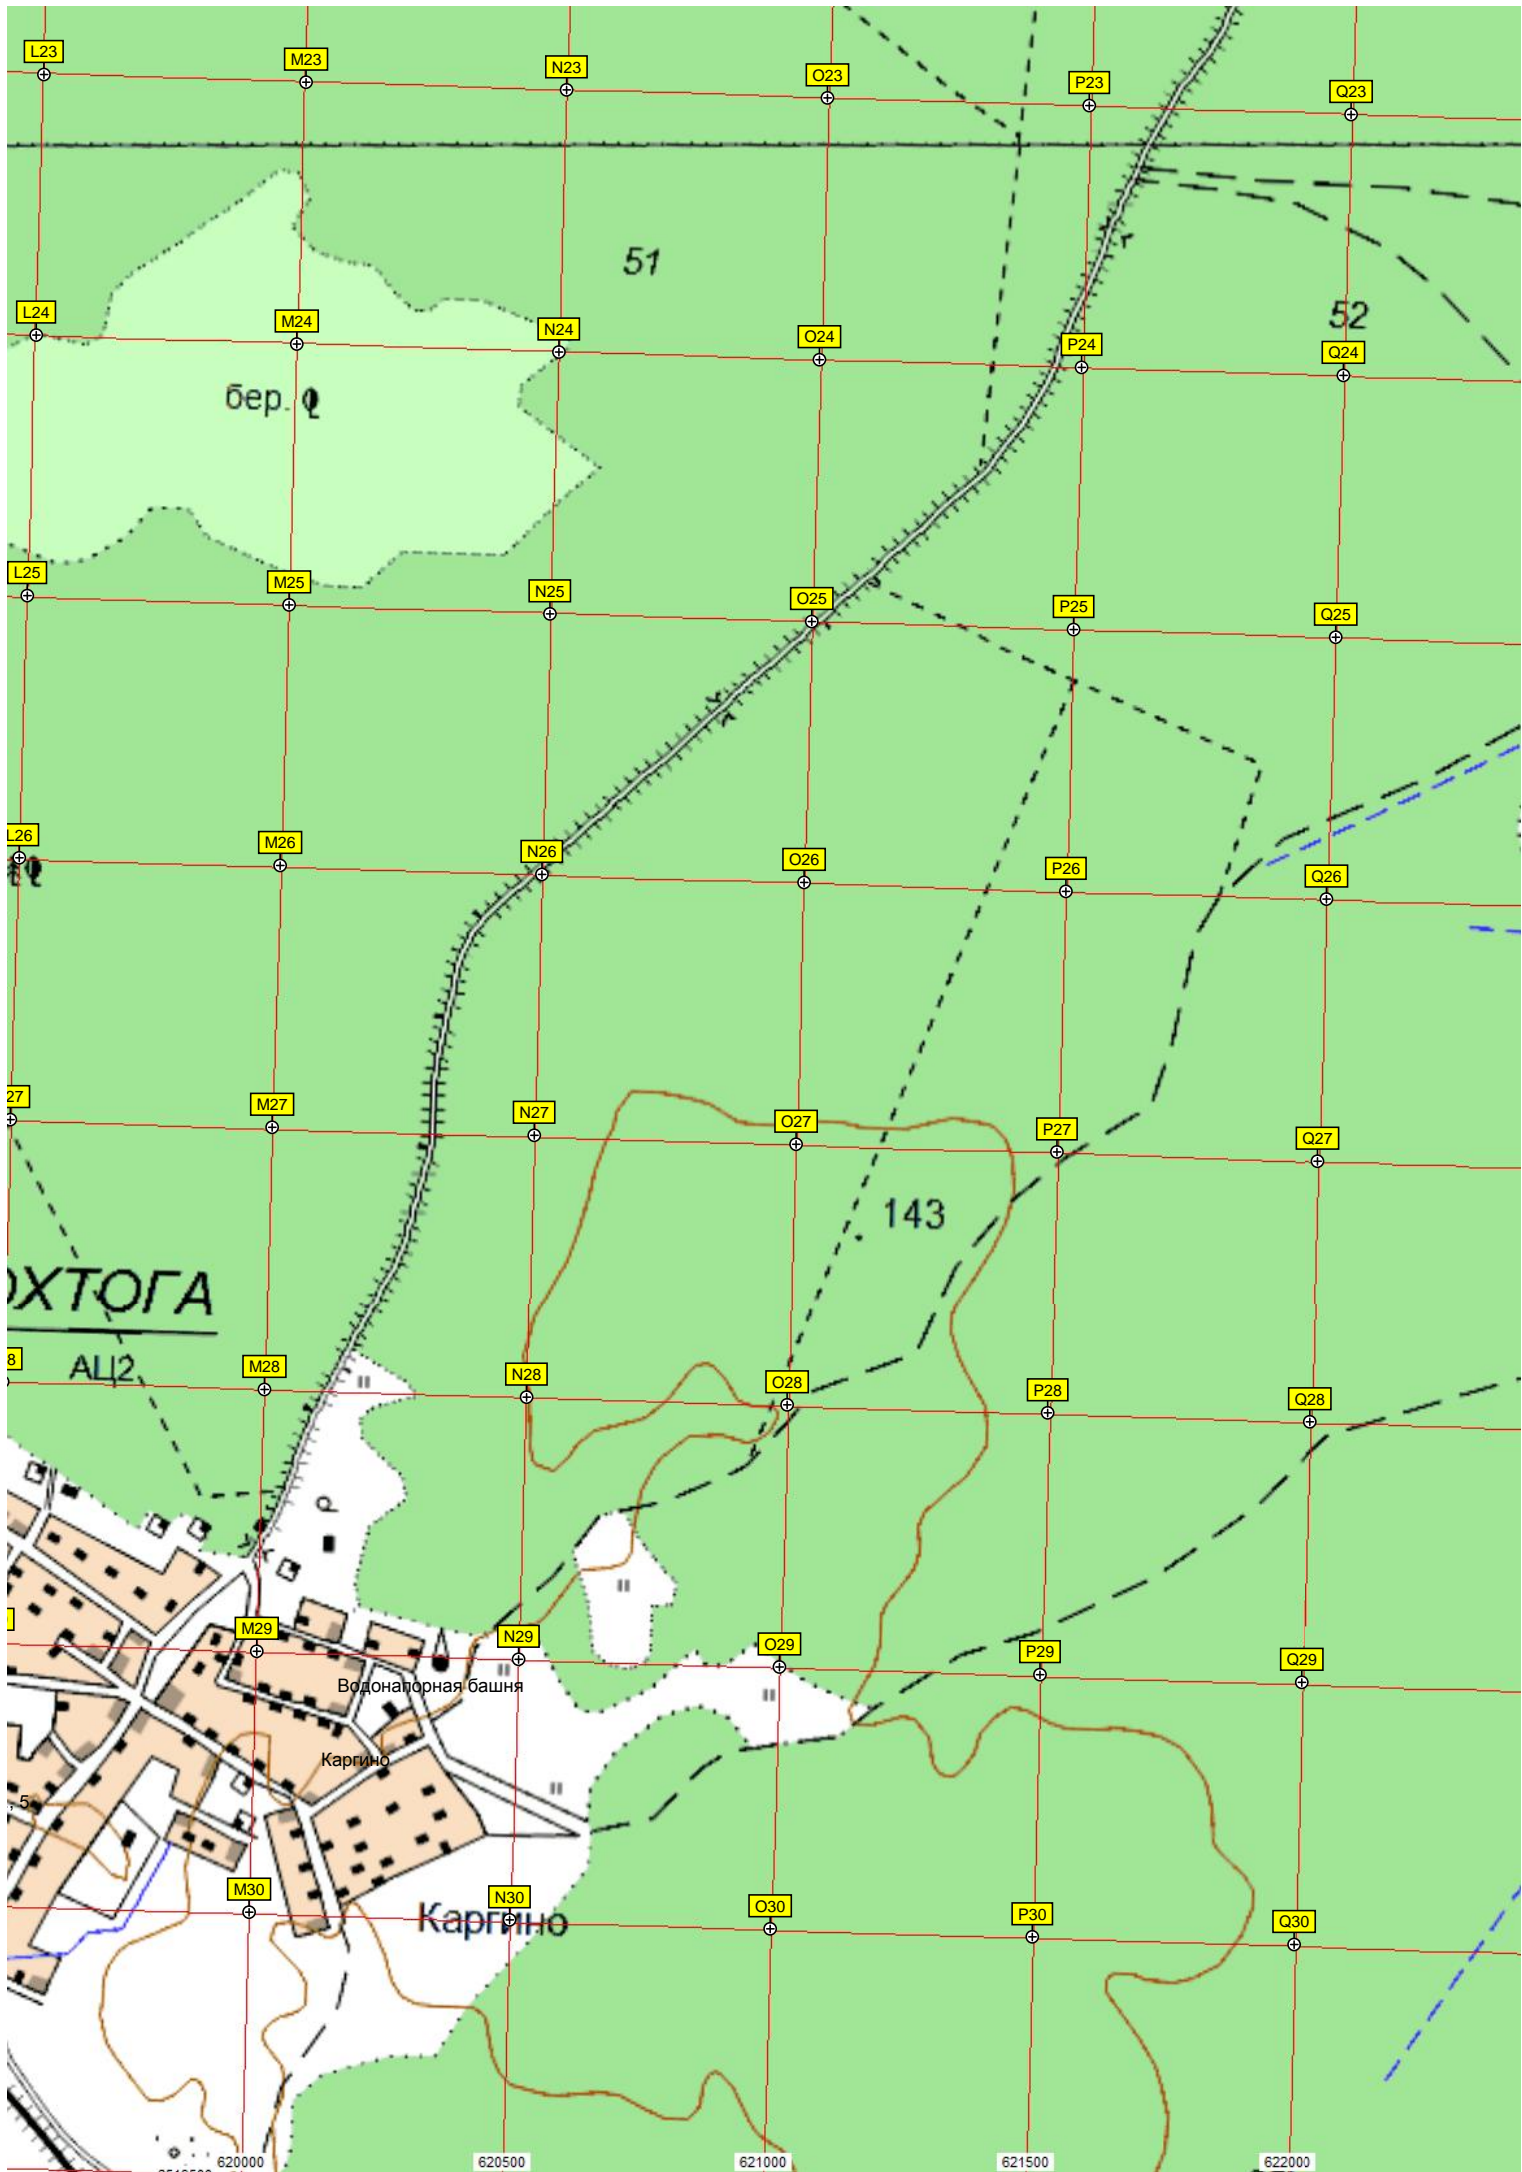 L23 M23 N23 O23 P23 Q23
51
52
L24 M24 N24 O24 P24 Q24
бер.
L25 M25 N25 O25 P25 Q25
L26 M26 N26 O26 P26 Q26
27 M27 N27 O27 P27 Q27
143
ОХТОГА
8 M28 N28 O28 P28 Q28
АЦ2
р
M29 N29 O29 P29 Q29
Водонапорная башня
Каргино
, 5
M30 N30 O30 P30 Q30
Каргино
620000 620500 621000 621500 622000